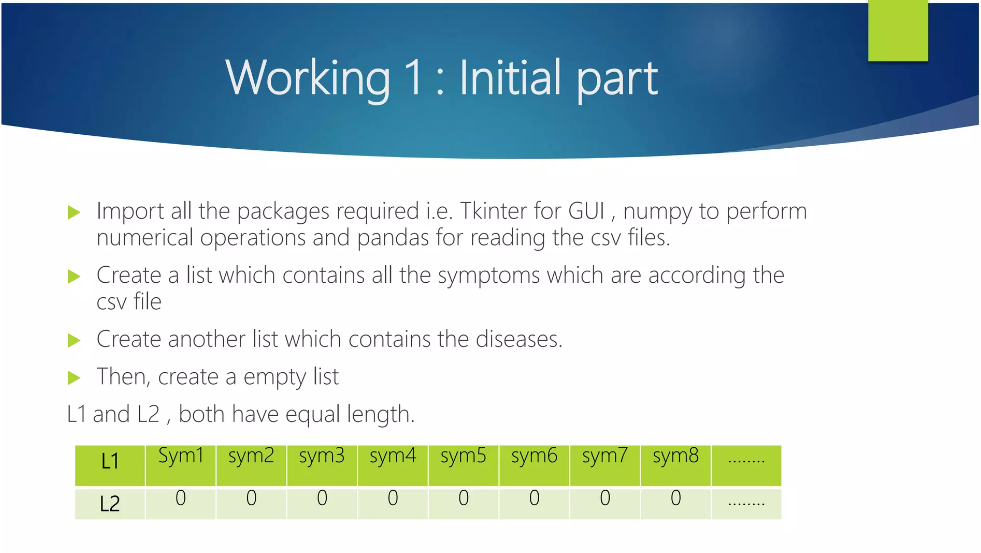 Working 1 : Initial part
Import all the packages required i.e. Tkinter for GUI , numpy to perform
numerical operations and pandas for reading the csv files.
Create a list which contains all the symptoms which are according the
csv file
Create another list which contains the diseases.
Then, create a empty list
L1 and L2 , both have equal length.
L1 Sym1 sym2 sym3 sym4 sym5 sym6 sym7 sym8 ........
L2 0 0 0 0 0 0 0 0 ........